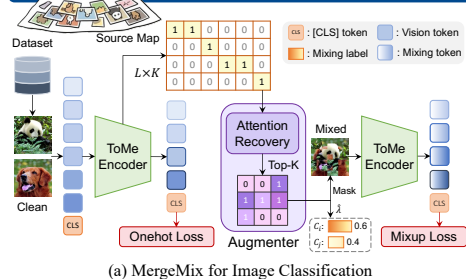 Dataset
Source Map
L×K
1 1 0 0 0
0 0 1 0 0
0 0 0 1 1 0
0 0 0 0 1
CLS : [CLS] token
: Vision token
: Mixing label
: Mixing token
Clean
CLS
ToMe
Encoder
CLS
Onehot Loss
Attention
Recovery
Top-K
0 0 1
1 1 1
1 0 0
Augmenter
Mixed
Mask
λ̂
Ci: 0.6
Cj: 0.4
ToMe
Encoder
CLS
Mixup Loss
(a) MergeMix for Image Classification